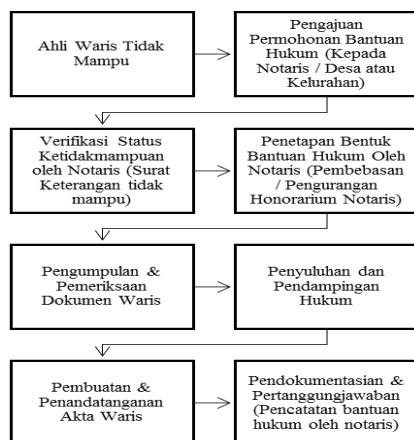 Ahli Waris Tidak
Mampu
Pengajuan
Permohonan Bantuan
Hukum (Kepada
Notaris / Desa atau
Kelurahan)
Verifikasi Status
Ketidakmampuan
oleh Notaris (Surat
Keterangan tidak
mampu)
Penetapan Bentuk
Bantuan Hukum Oleh
Notaris (Pembebasan
/ Pengurangan
Honorarium Notaris)
Pengumpulan &
Pemeriksaan
Dokumen Waris
Penyuluhan dan
Pendampingan
Hukum
Pembuatan &
Penandatanganan
Akta Waris
Pendokumentasian &
Pertanggungjawaban
(Pencatatan bantuan
hukum oleh notaris)